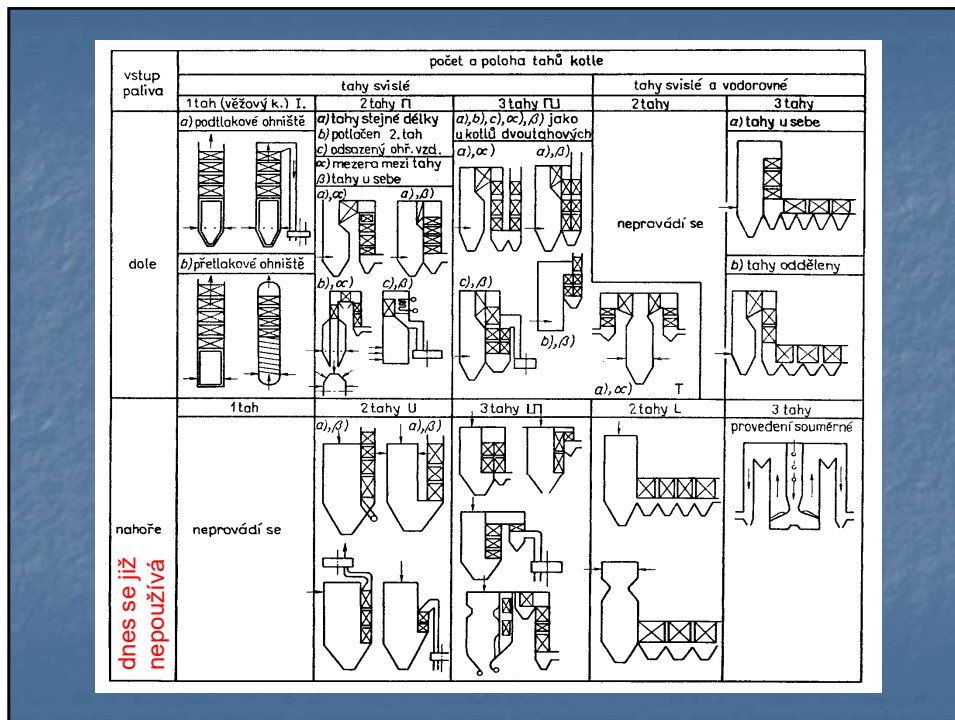 vstup
paliva
počet a poloha tahů kotle
tahy svislé
tahy svislé a vodorovné
1 tah (věžový k.) I.
2 tahy Π
3 tahy
2 tahy
3 tahy
a) podtlakové ohniště
a) tahy stejné délky
b) potlačen 2. tah
c) odsazený ohř. vzd.
α) mezera mezi tahy
β) tahy u sebe
a), b), c), α), β) jako
u kotlů dvoutahových
a) tahy u sebe
a), α)
a), β)
a), α)
a), β)
neprovádí se
dole
b) přetlakové ohniště
b), α)
c), β)
c), β)
b), β)
a), α)
T
b) tahy odděleny
1 tah
2 tahy U
3 tahy
2 tahy L
3 tahy
provedení souměrné
a), β)
a), β)
nahoře
neprovádí se
dnes se již
nepoužívá